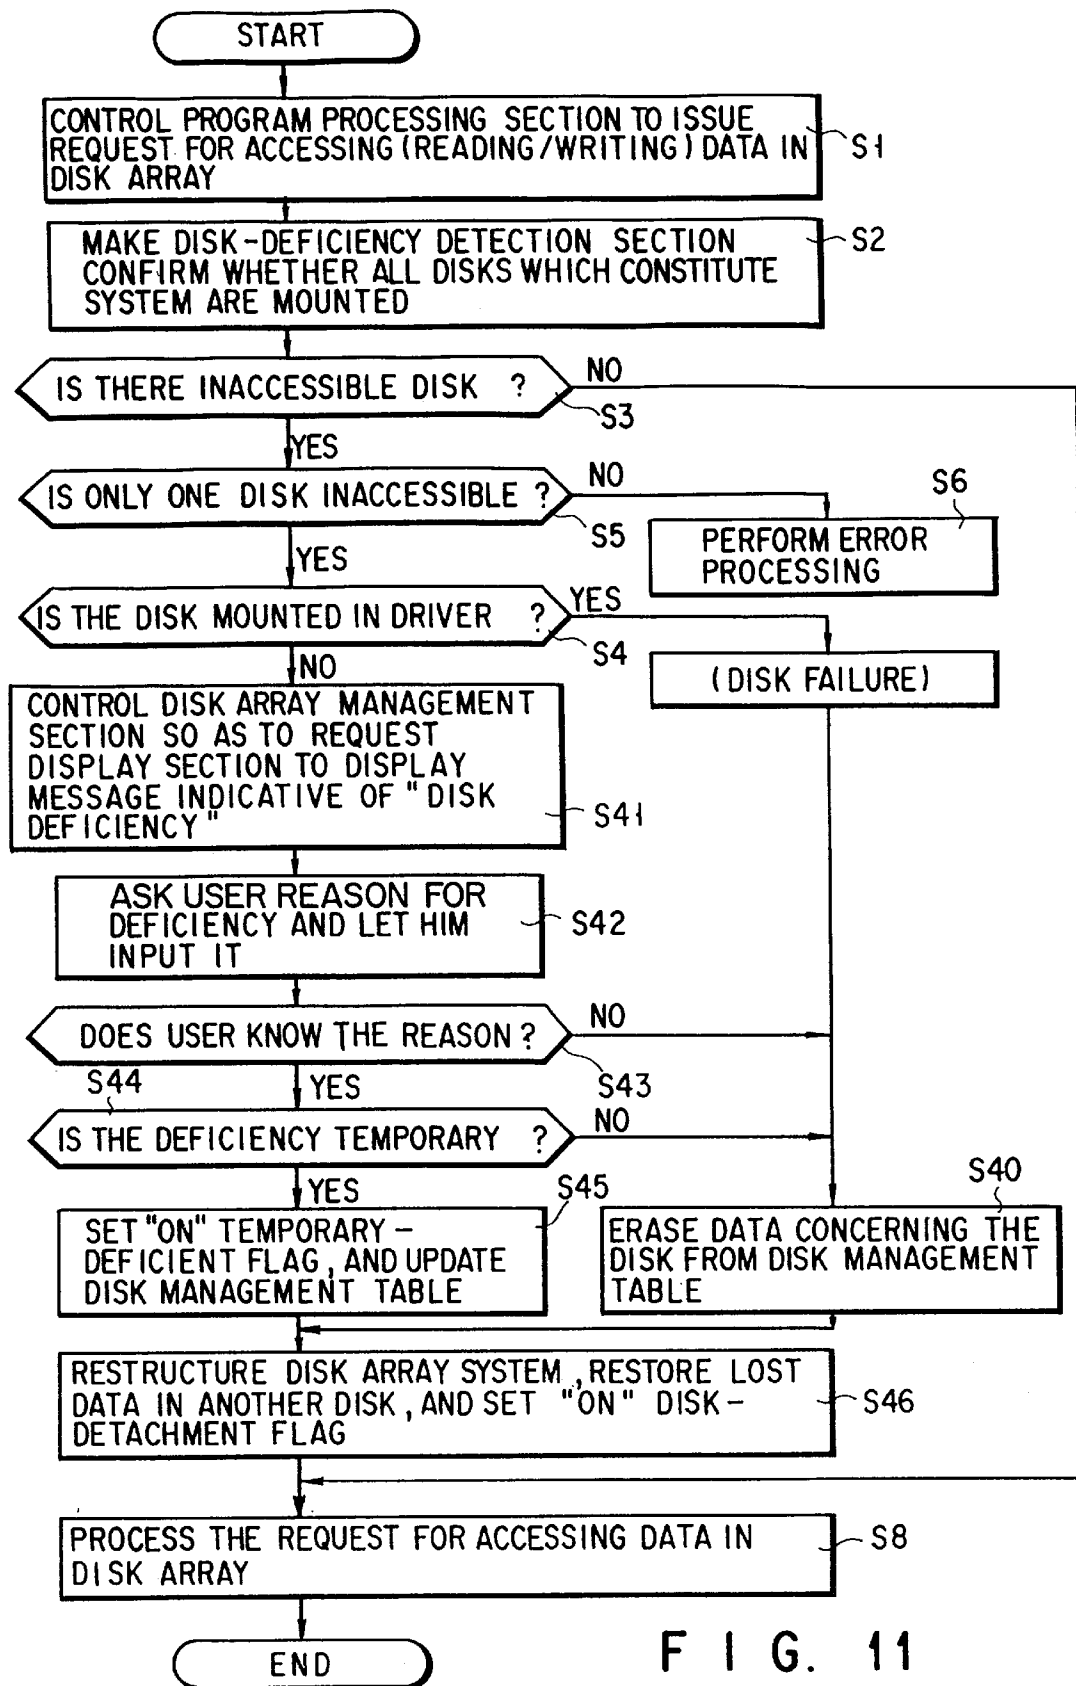 START
CONTROL PROGRAM PROCESSING SECTION TO ISSUE
REQUEST FOR ACCESSING (READING/WRITING) DATA IN
DISK ARRAY
S1
MAKE DISK-DEFICIENCY DETECTION SECTION
CONFIRM WHETHER ALL DISKS WHICH CONSTITUTE
SYSTEM ARE MOUNTED
S2
IS THERE INACCESSIBLE DISK ?
NO
S3
YES
IS ONLY ONE DISK INACCESSIBLE ?
NO
S5
S6
PERFORM ERROR
PROCESSING
YES
IS THE DISK MOUNTED IN DRIVER ?
YES
S4
(DISK FAILURE)
NO
CONTROL DISK ARRAY MANAGEMENT
SECTION SO AS TO REQUEST
DISPLAY SECTION TO DISPLAY
MESSAGE INDICATIVE OF "DISK
DEFICIENCY"
S41
ASK USER REASON FOR
DEFICIENCY AND LET HIM
INPUT IT
S42
DOES USER KNOW THE REASON ?
NO
S43
YES
S44
IS THE DEFICIENCY TEMPORARY ?
NO
YES
S45
SET "ON" TEMPORARY-
DEFICIENT FLAG, AND UPDATE
DISK MANAGEMENT TABLE
S40
ERASE DATA CONCERNING THE
DISK FROM DISK MANAGEMENT
TABLE
RESTRUCTURE DISK ARRAY SYSTEM, RESTORE LOST
DATA IN ANOTHER DISK, AND SET "ON" DISK-
DETACHMENT FLAG
S46
PROCESS THE REQUEST FOR ACCESSING DATA IN
DISK ARRAY
S8
END
FIG. 11